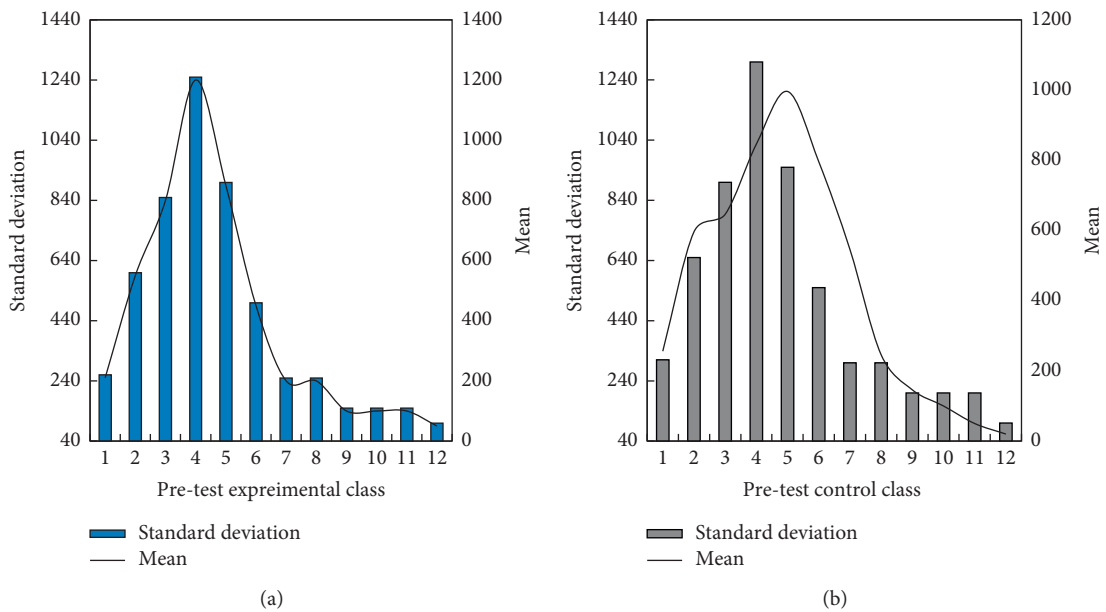 1440
1240
1040
840
640
440
240
40
Standard deviation
1400
1200
1000
800
600
400
200
0
Mean
1 2 3 4 5 6 7 8 9 10 11 12
Pre-test expreimental class
Standard deviation
Mean
(a)
1440
1240
1040
840
640
440
240
40
Standard deviation
1200
1000
800
600
400
200
0
Mean
1 2 3 4 5 6 7 8 9 10 11 12
Pre-test control class
Standard deviation
Mean
(b)